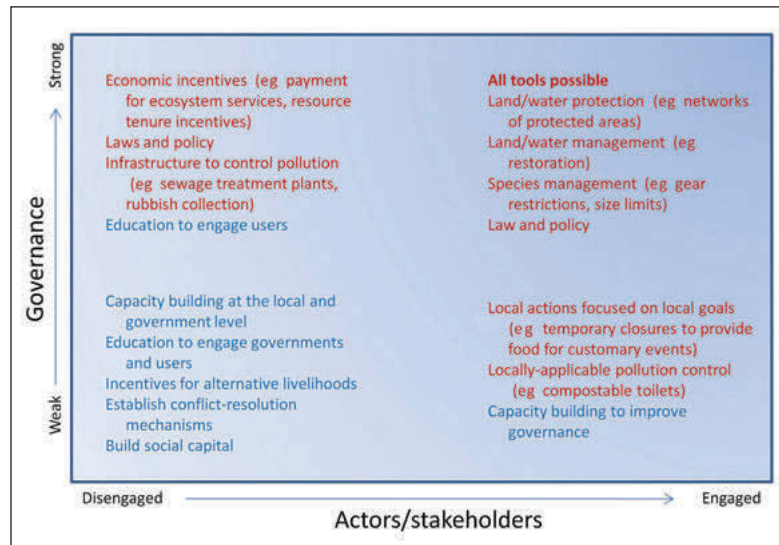 Strong
Governance
Weak
Economic incentives (eg payment
for ecosystem services, resource
tenure incentives)
Laws and policy
Infrastructure to control pollution
(eg sewage treatment plants,
rubbish collection)
Education to engage users
All tools possible
Land/water protection (eg networks
of protected areas)
Land/water management (eg
restoration)
Species management (eg gear
restrictions, size limits)
Law and policy
Capacity building at the local and
government level
Education to engage governments
and users
Incentives for alternative livelihoods
Establish conflict-resolution
mechanisms
Build social capital
Local actions focused on local goals
(eg temporary closures to provide
food for customary events)
Locally-applicable pollution control
(eg compostable toilets)
Capacity building to improve
governance
Disengaged
Engaged
Actors/stakeholders